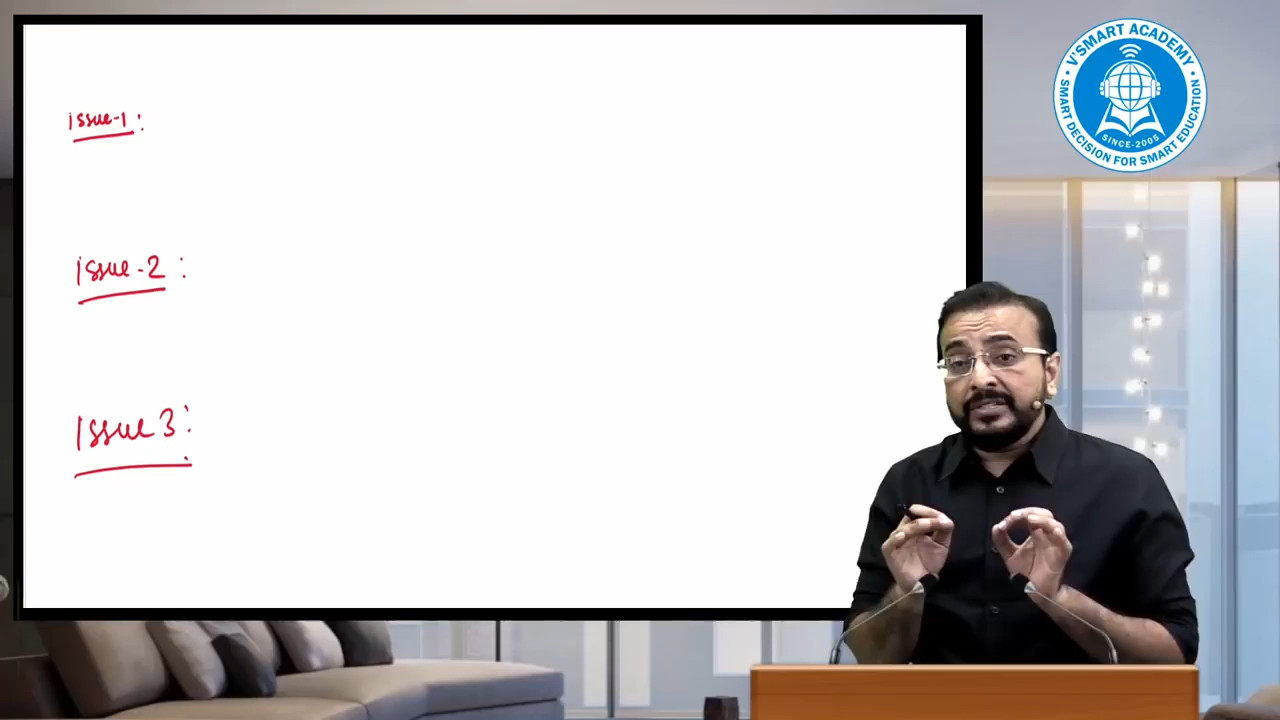 Issue-1:
Issue-2:
Issue 3:
V'SMART ACADEMY
SMART DECISION FOR SMART EDUCATION
SINCE-2005